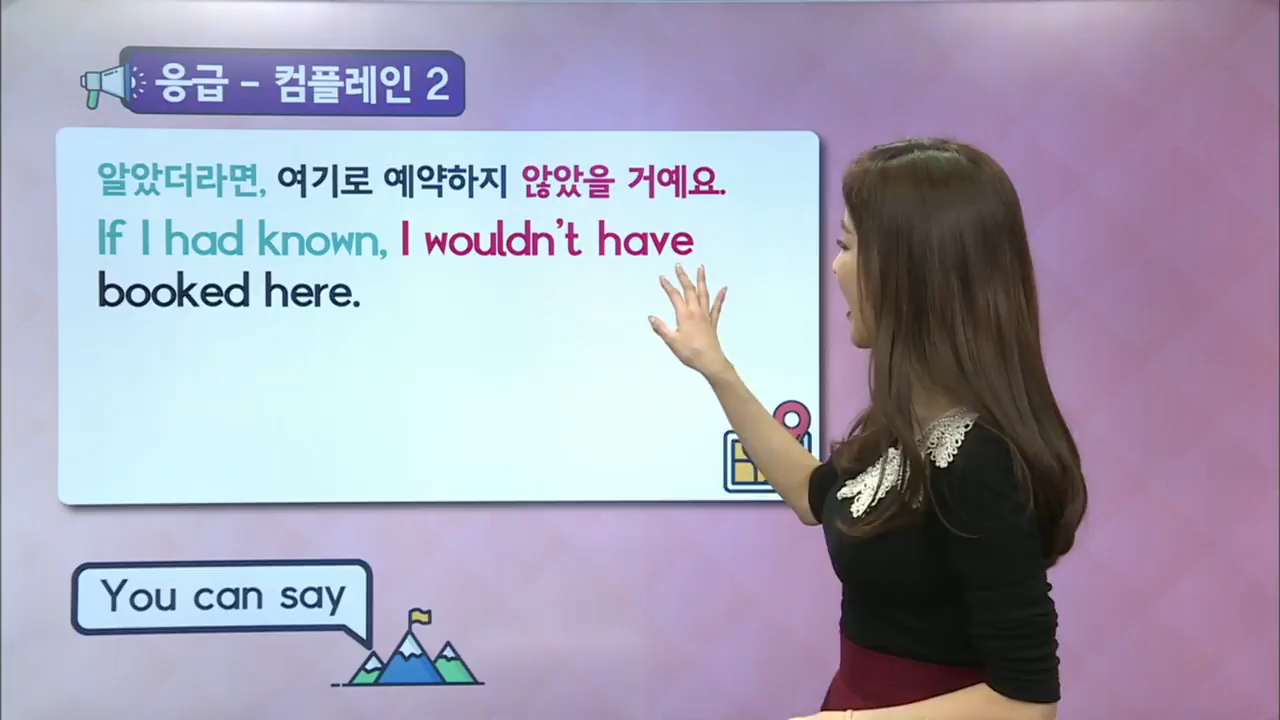 응급 - 컴플레인 2
알았더라면, 여기로 예약하지 않았을 거예요.
If I had known, I wouldn't have
booked here.
You can say